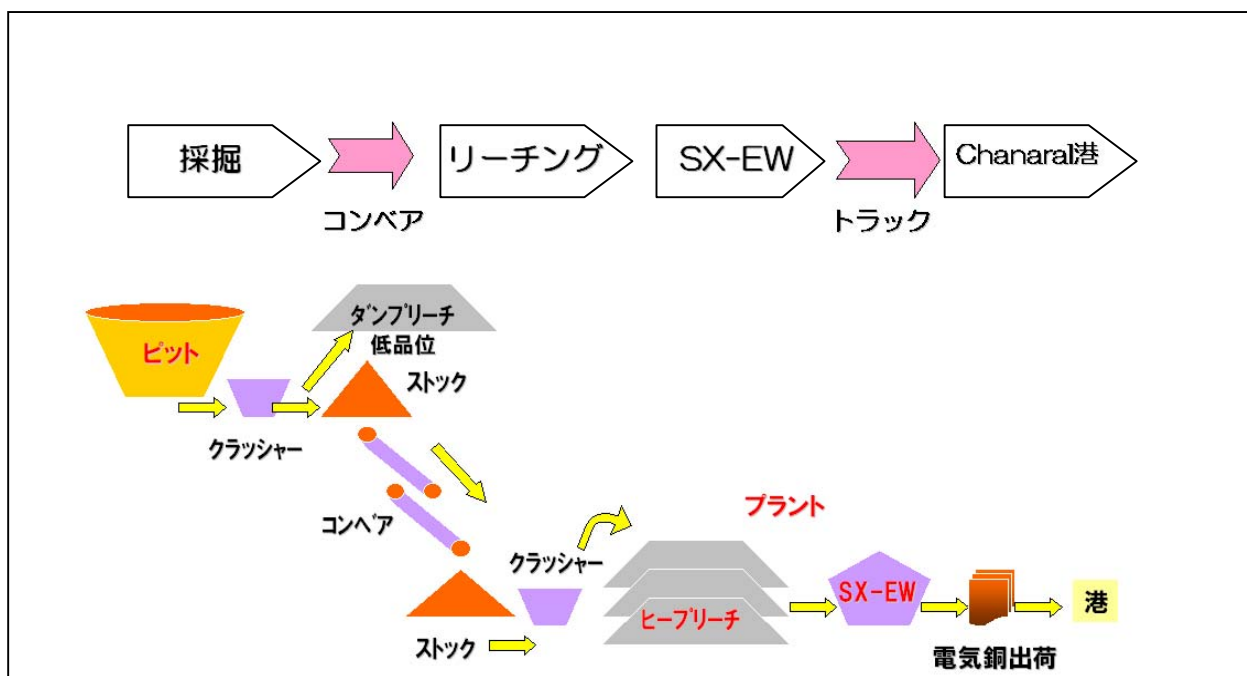 採掘
リーチング
SX-EW
Chanaral港
コンベア
トラック
ピット
ダンプリーチ
低品位
ストック
クラッシャー
コンベア
プラント
クラッシャー
ヒープリーチ
SX-EW
港
ストック
電気銅出荷